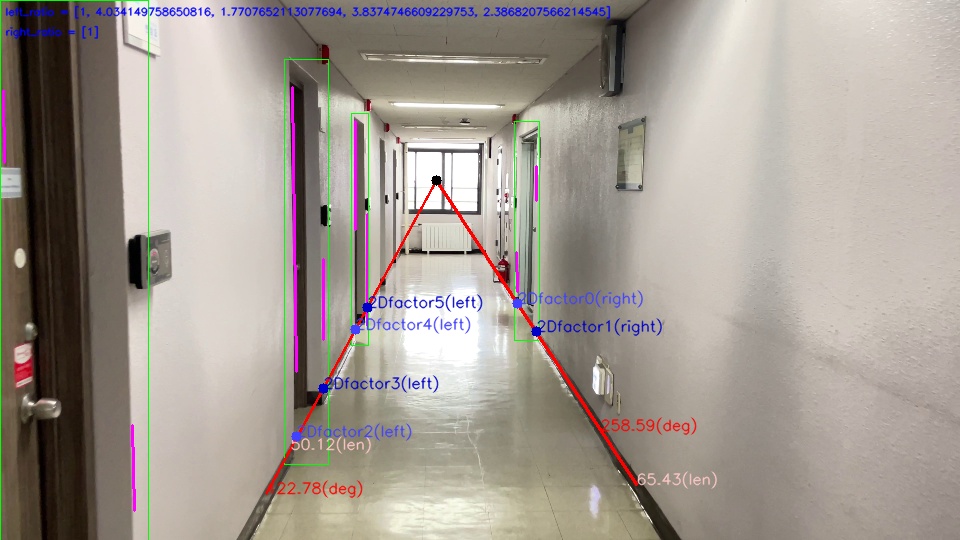 left_ratio = [1, 4.034149758650816, 1.7707652113077694, 3.8374746609229753, 2.3868207566214545]
right_ratio = [1]
2Dfactor0(right)
2Dfactor5(left)
2Dfactor4(left)
2Dfactor1(right)
2Dfactor3(left)
258.59(deg)
2Dfactor2(left)
50.12(len)
65.43(len)
22.78(deg)